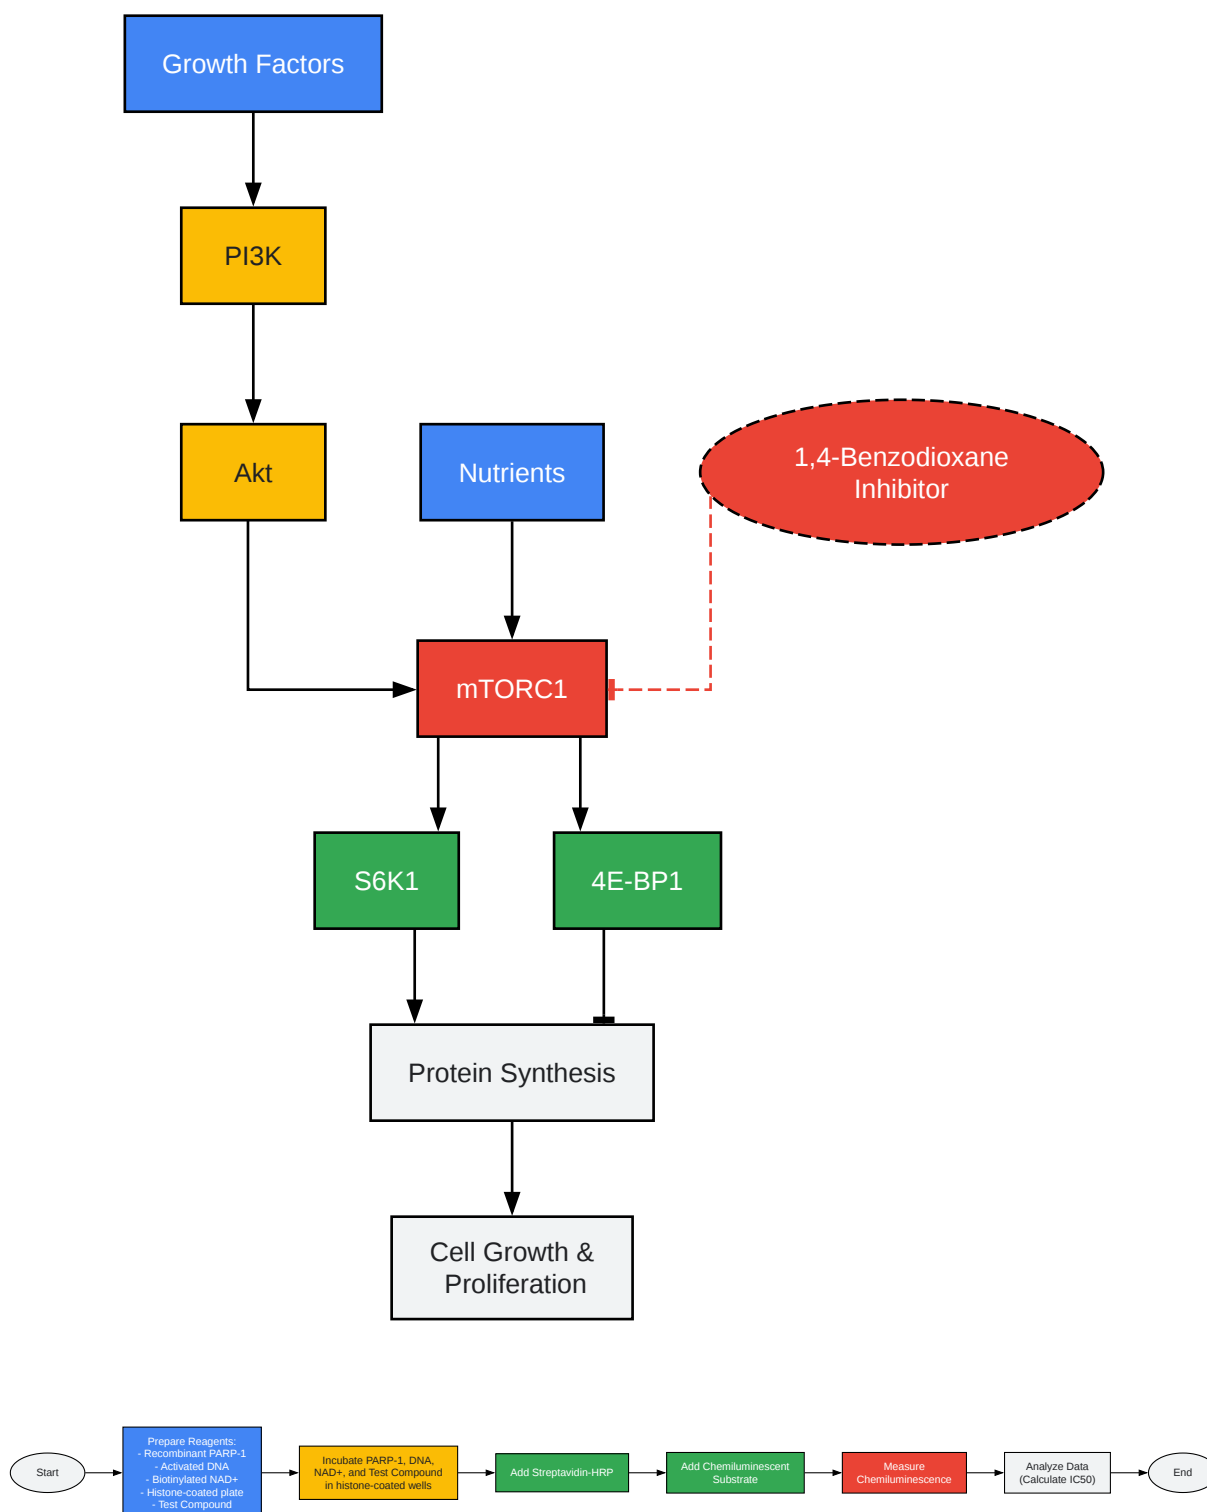 Growth Factors
PI3K
Akt
Nutrients
1,4-Benzodioxane
Inhibitor
mTORC1
S6K1
4E-BP1
Protein Synthesis
Cell Growth &
Proliferation
Start
Prepare Reagents:
- Recombinant PARP-1
- Activated DNA
- Biotinylated NAD+
- Histone-coated plate
- Test Compound
Incubate PARP-1, DNA,
NAD+, and Test Compound
in histone-coated wells
Add Streptavidin-HRP
Add Chemiluminescent
Substrate
Measure
Chemiluminescence
Analyze Data
(Calculate IC50)
End